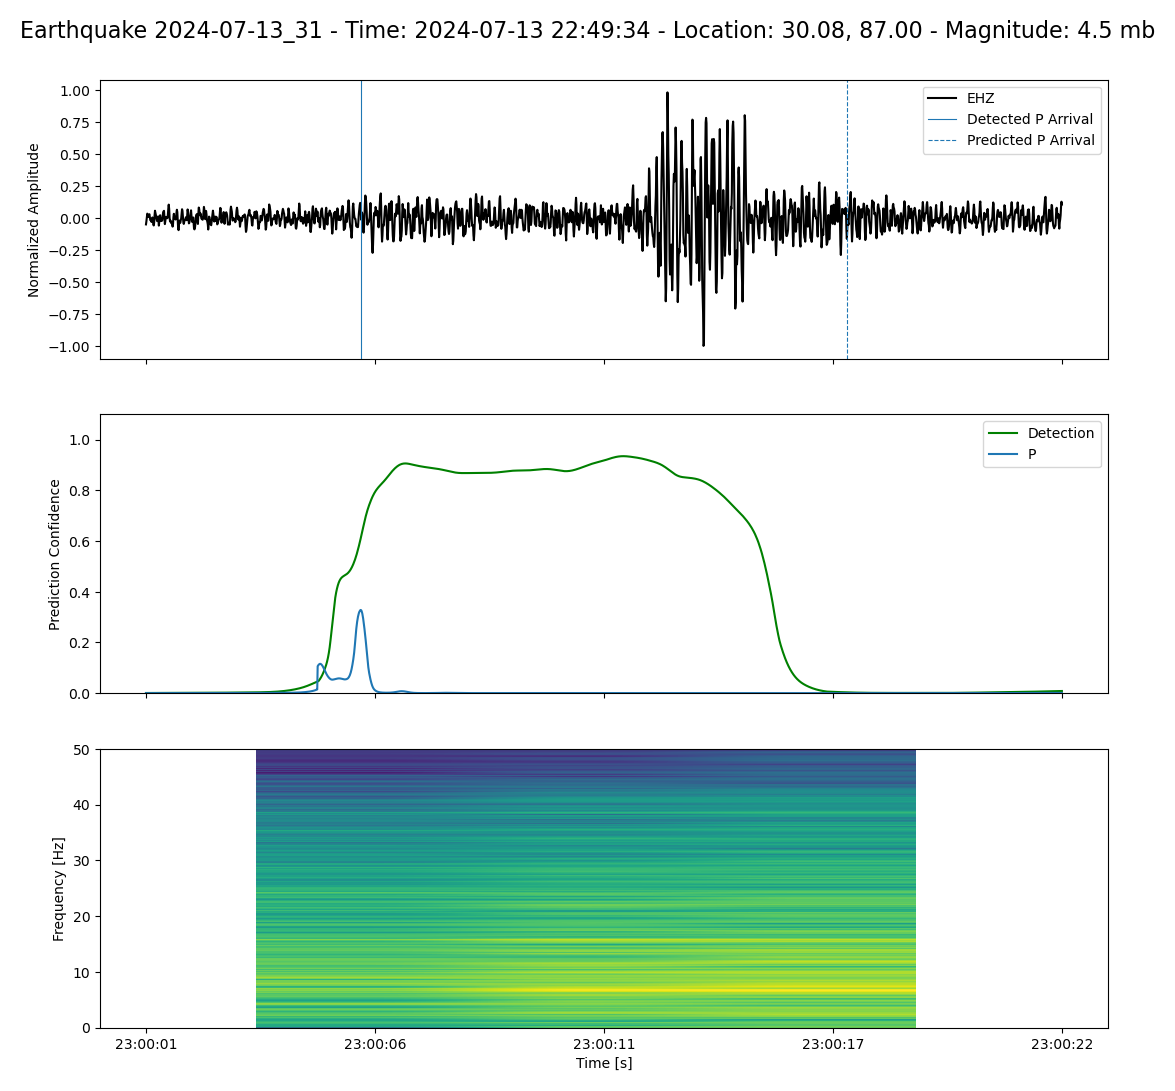 Earthquake 2024-07-13_31 - Time: 2024-07-13 22:49:34 - Location: 30.08, 87.00 - Magnitude: 4.5 mb
1.00
0.75
0.50
0.25
0.00
−0.25
−0.50
−0.75
−1.00
Normalized Amplitude
EHZ
Detected P Arrival
Predicted P Arrival
1.0
0.8
0.6
0.4
0.2
0.0
Prediction Confidence
Detection
P
50
40
30
20
10
0
Frequency [Hz]
23:00:01 23:00:06 23:00:11 23:00:17 23:00:22
Time [s]